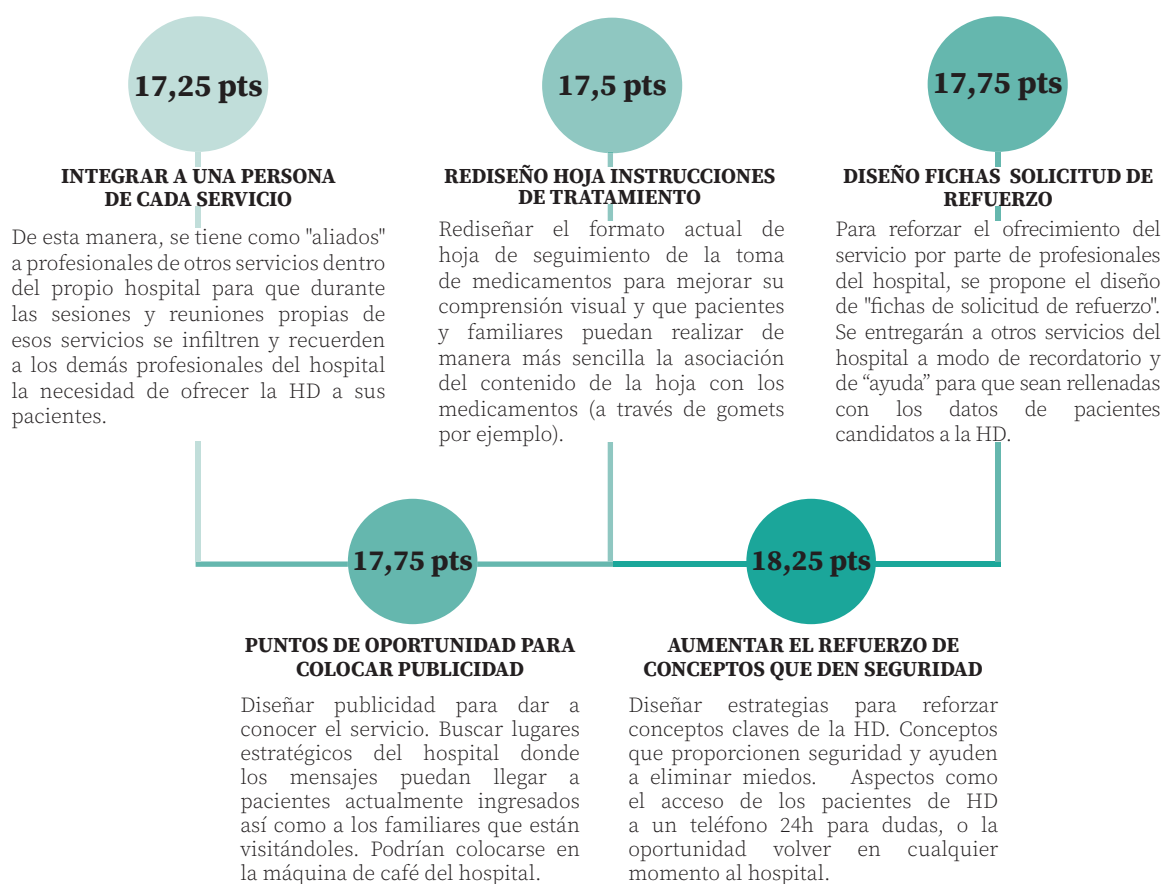 17,25 pts
INTEGRAR A UNA PERSONA
DE CADA SERVICIO
De esta manera, se tiene como "aliados"
a profesionales de otros servicios dentro
del propio hospital para que durante
las sesiones y reuniones propias de
esos servicios se infiltren y recuerden
a los demás profesionales del hospital
la necesidad de ofrecer la HD a sus
pacientes.
17,5 pts
REDISEÑO HOJA INSTRUCCIONES
DE TRATAMIENTO
Rediseñar el formato actual de
hoja de seguimiento de la toma
de medicamentos para mejorar su
comprensión visual y que pacientes
y familiares puedan realizar de
manera más sencilla la asociación
del contenido de la hoja con los
medicamentos (a través de gomets
por ejemplo).
17,75 pts
DISEÑO FICHAS SOLICITUD DE
REFUERZO
Para reforzar el ofrecimiento del
servicio por parte de profesionales
del hospital, se propone el diseño
de "fichas de solicitud de refuerzo".
Se entregarán a otros servicios del
hospital a modo de recordatorio y
de “ayuda” para que sean rellenadas
con los datos de pacientes
candidatos a la HD.
17,75 pts
PUNTOS DE OPORTUNIDAD PARA
COLOCAR PUBLICIDAD
Diseñar publicidad para dar a
conocer el servicio. Buscar lugares
estratégicos del hospital donde
los mensajes puedan llegar a
pacientes actualmente ingresados
así como a los familiares que están
visitándoles. Podrían colocarse en
la máquina de café del hospital.
18,25 pts
AUMENTAR EL REFUERZO DE
CONCEPTOS QUE DEN SEGURIDAD
Diseñar estrategias para reforzar
conceptos claves de la HD. Conceptos
que proporcionen seguridad y ayuden
a eliminar miedos. Aspectos como
el acceso de los pacientes de HD
a un teléfono 24h para dudas, o la
oportunidad volver en cualquier
momento al hospital.